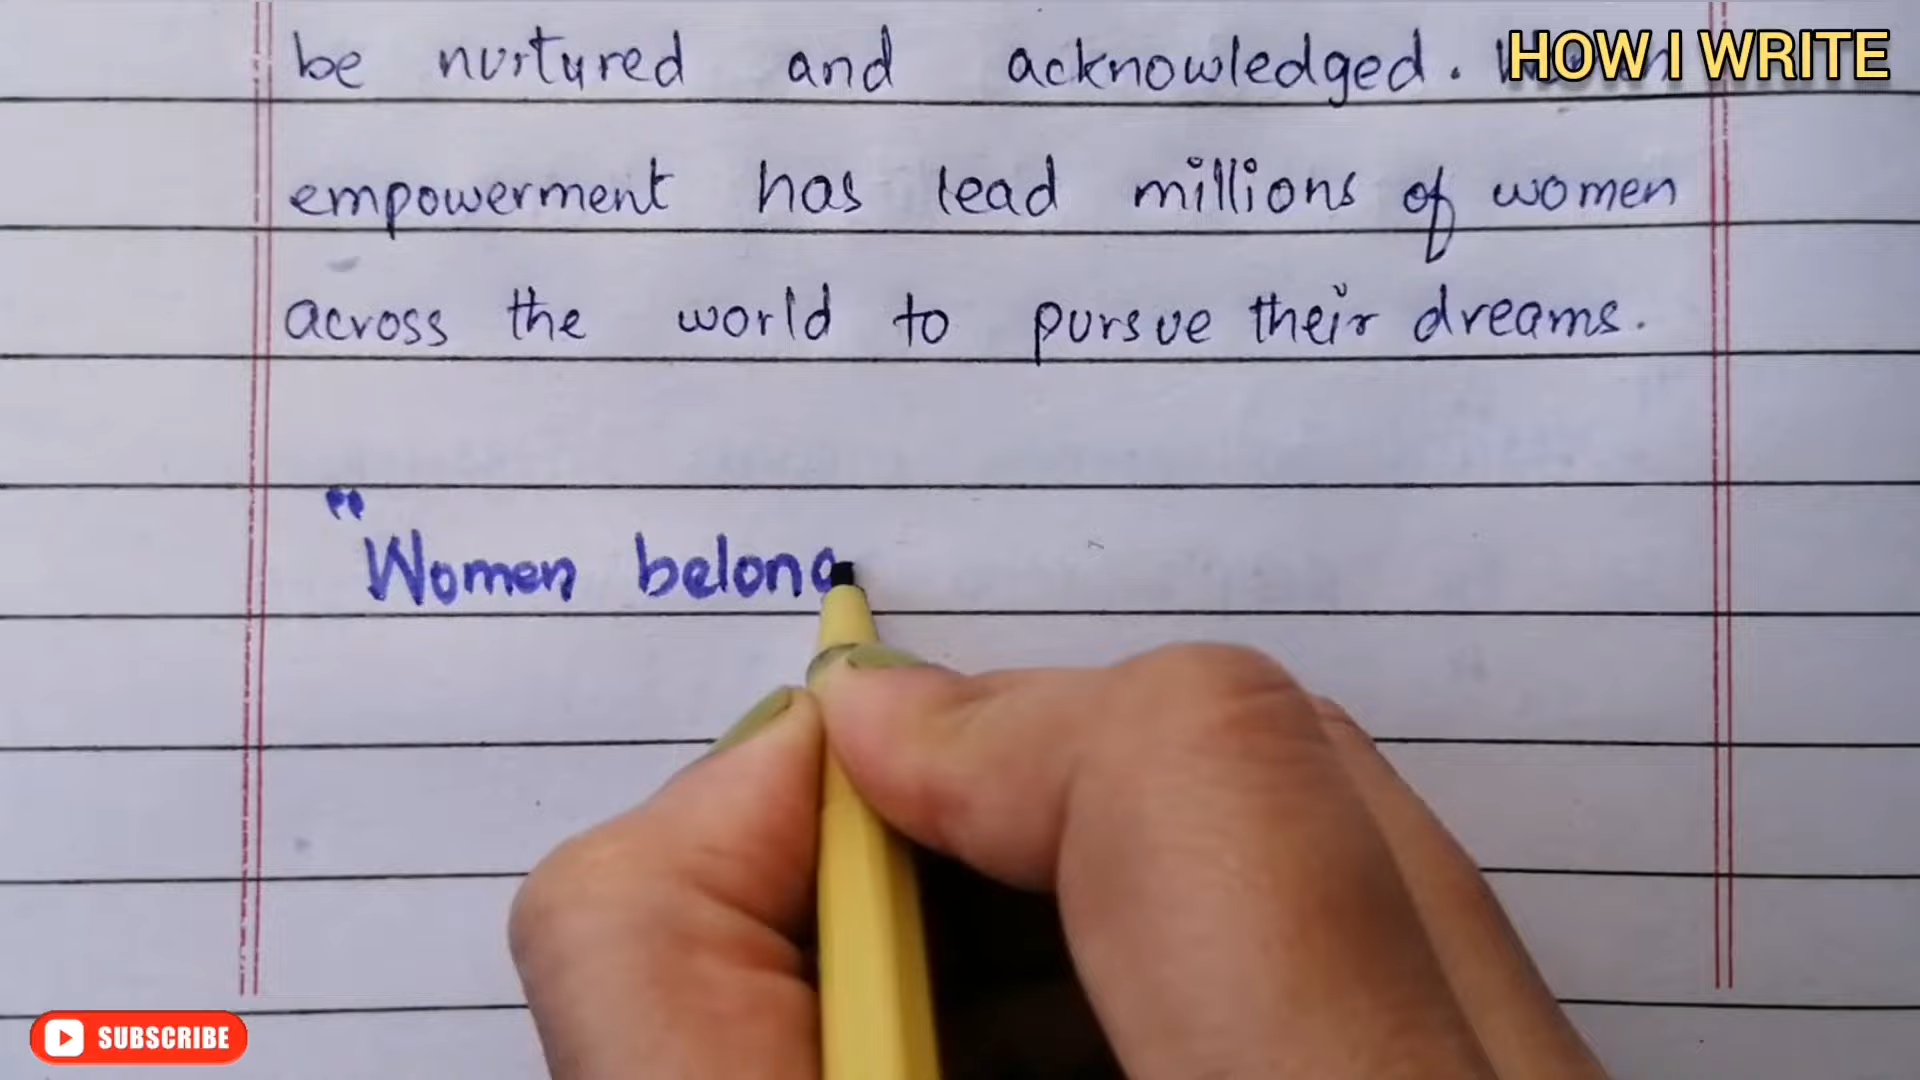 HOW I WRITE
be nurtured and acknowledged.
empowerment has lead millions of women
across the world to pursue their dreams.
"Women belong
SUBSCRIBE